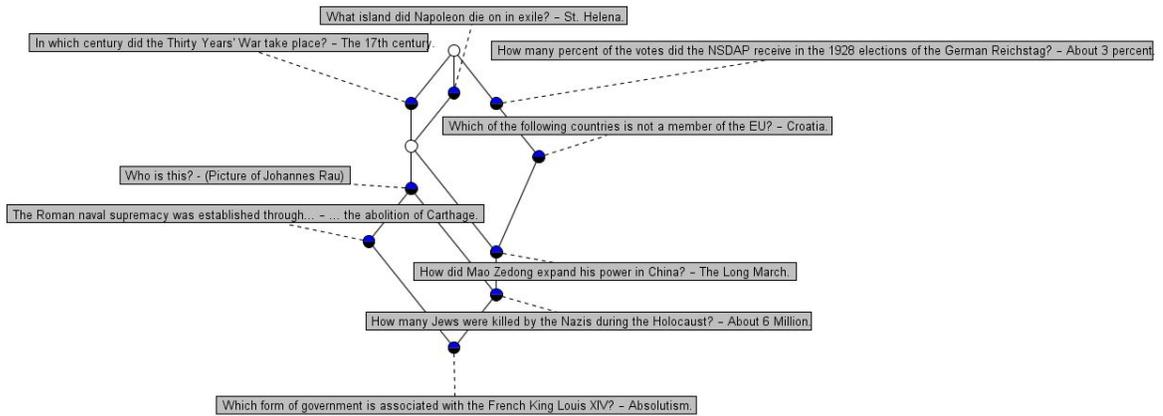 What island did Napoleon die on in exile? – St. Helena.
In which century did the Thirty Years' War take place? – The 17th century.
How many percent of the votes did the NSDAP receive in the 1928 elections of the German Reichstag? – About 3 percent.
Which of the following countries is not a member of the EU? – Croatia.
Who is this? - (Picture of Johannes Rau)
The Roman naval supremacy was established through... – ... the abolition of Carthage.
How did Mao Zedong expand his power in China? – The Long March.
How many Jews were killed by the Nazis during the Holocaust? – About 6 Million.
Which form of government is associated with the French King Louis XIV? – Absolutism.